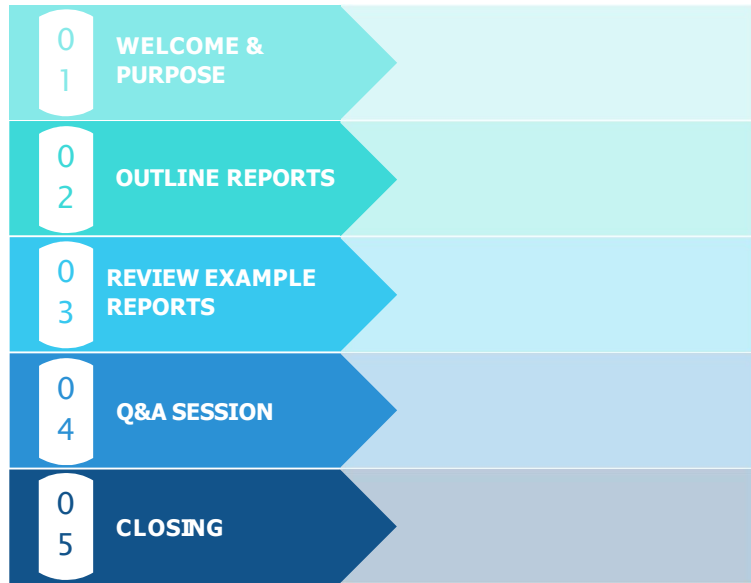 0
1
WELCOME &
PURPOSE
0
2
OUTLINE REPORTS
0
3
REVIEW EXAMPLE
REPORTS
0
4
Q&A SESSION
0
5
CLOSING